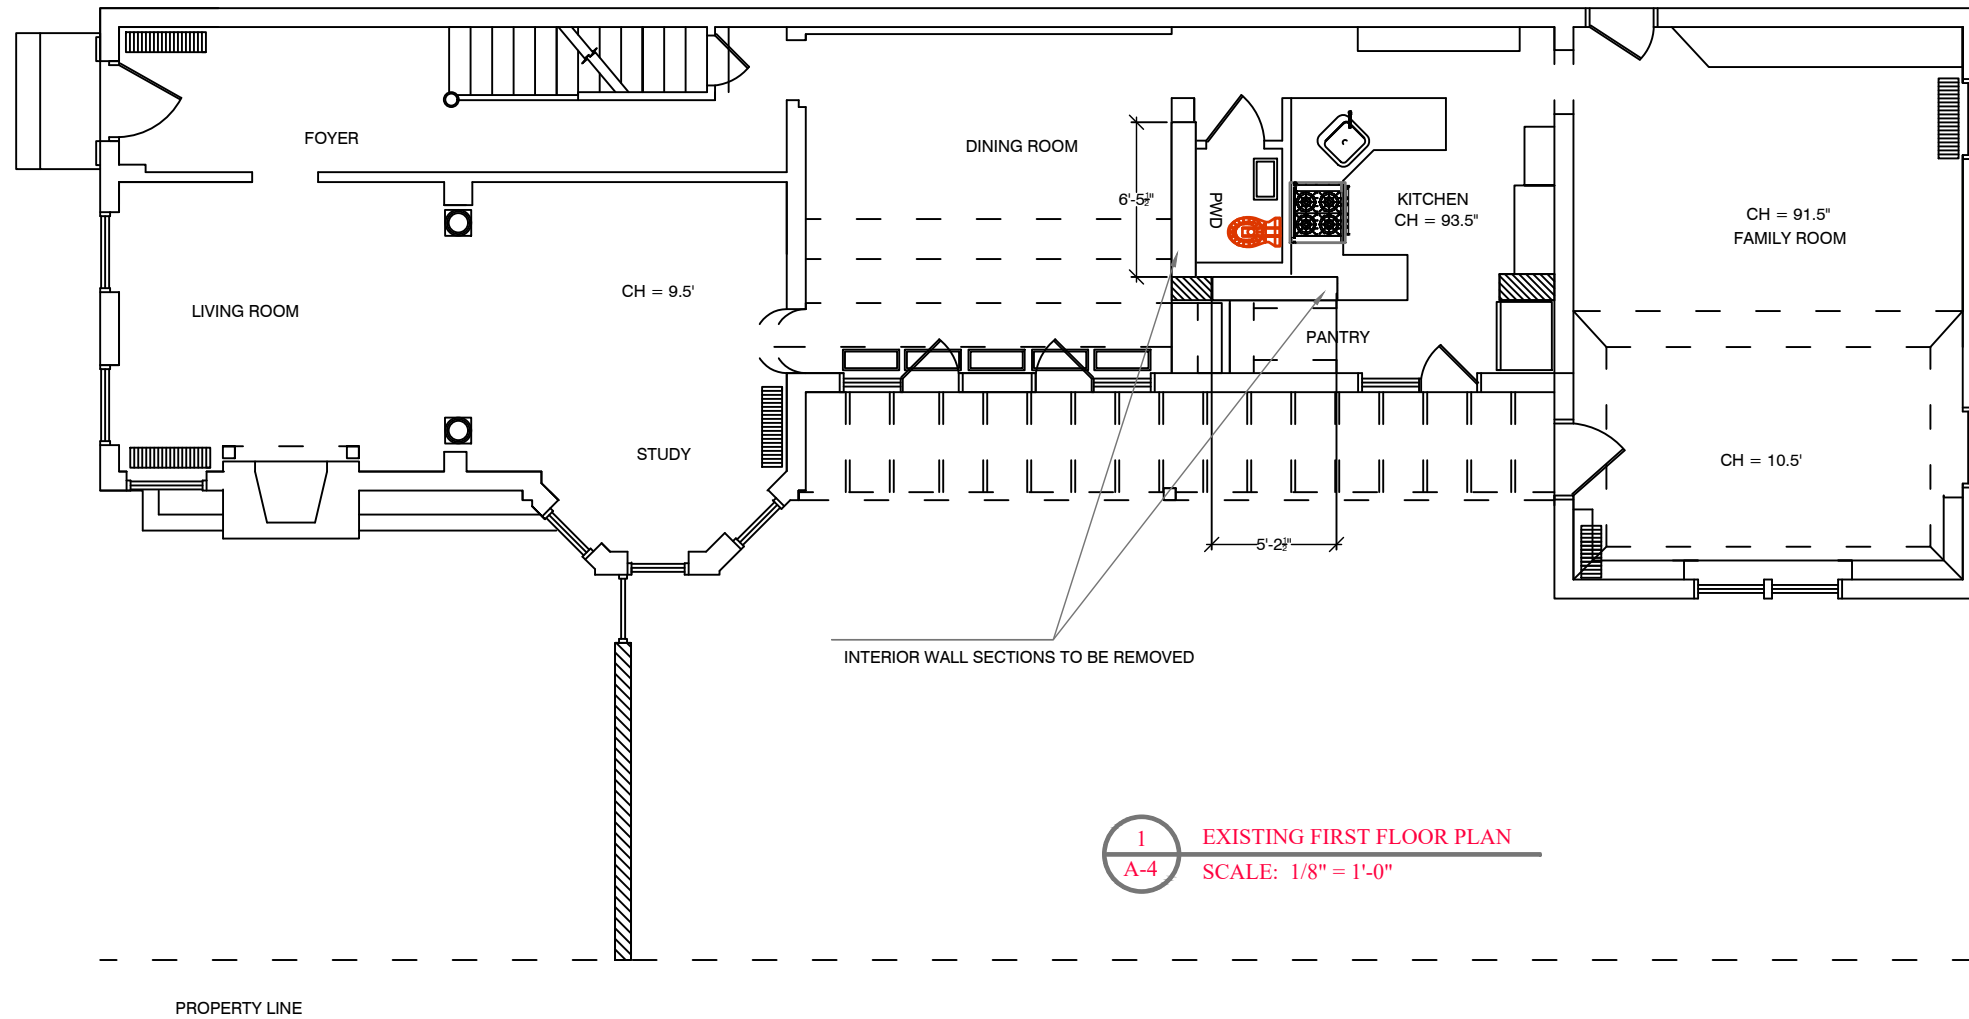 FOYER
DINING ROOM
6'-5½"
PWD
KITCHEN
CH = 93.5"
CH = 91.5"
FAMILY ROOM
CH = 9.5'
LIVING ROOM
PANTRY
STUDY
CH = 10.5'
5'-2½"
INTERIOR WALL SECTIONS TO BE REMOVED
1
EXISTING FIRST FLOOR PLAN
A-4
SCALE: 1/8" = 1'-0"
PROPERTY LINE